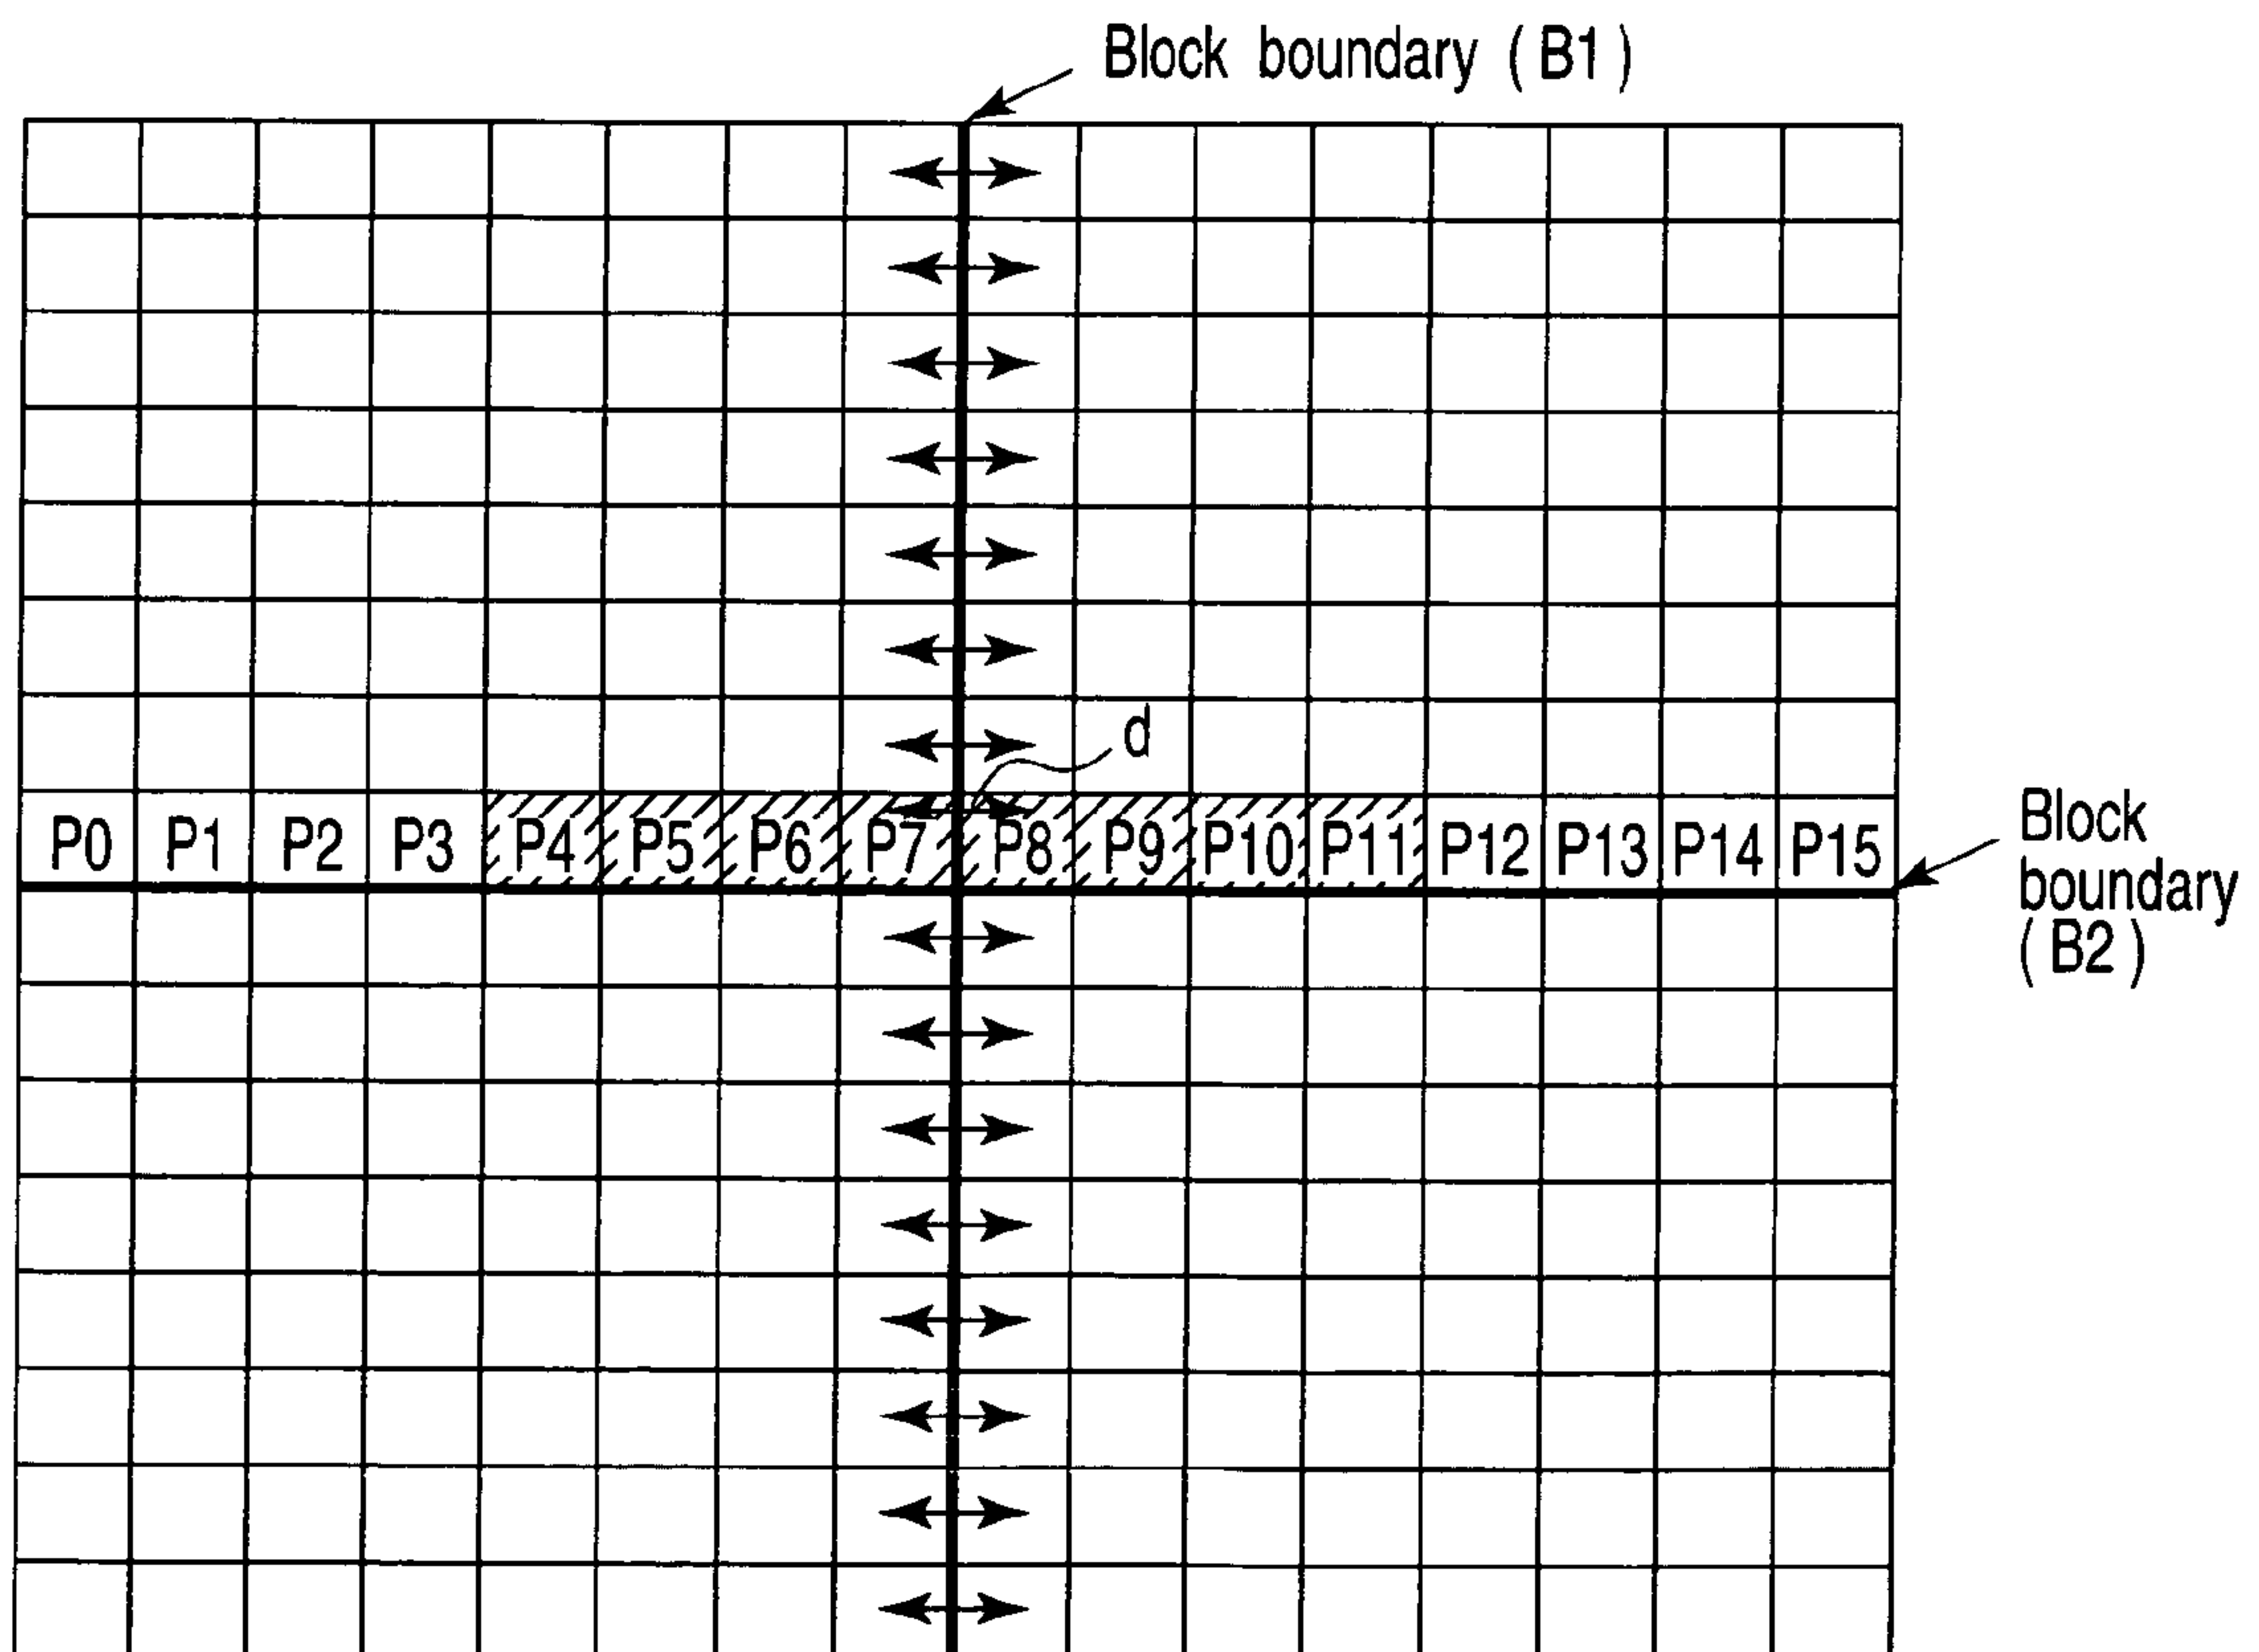 Block boundary ( B1 )
d
P0 P1 P2 P3 P4 P5 P6 P7 P8 P9 P10 P11 P12 P13 P14 P15
Block
boundary
( B2 )